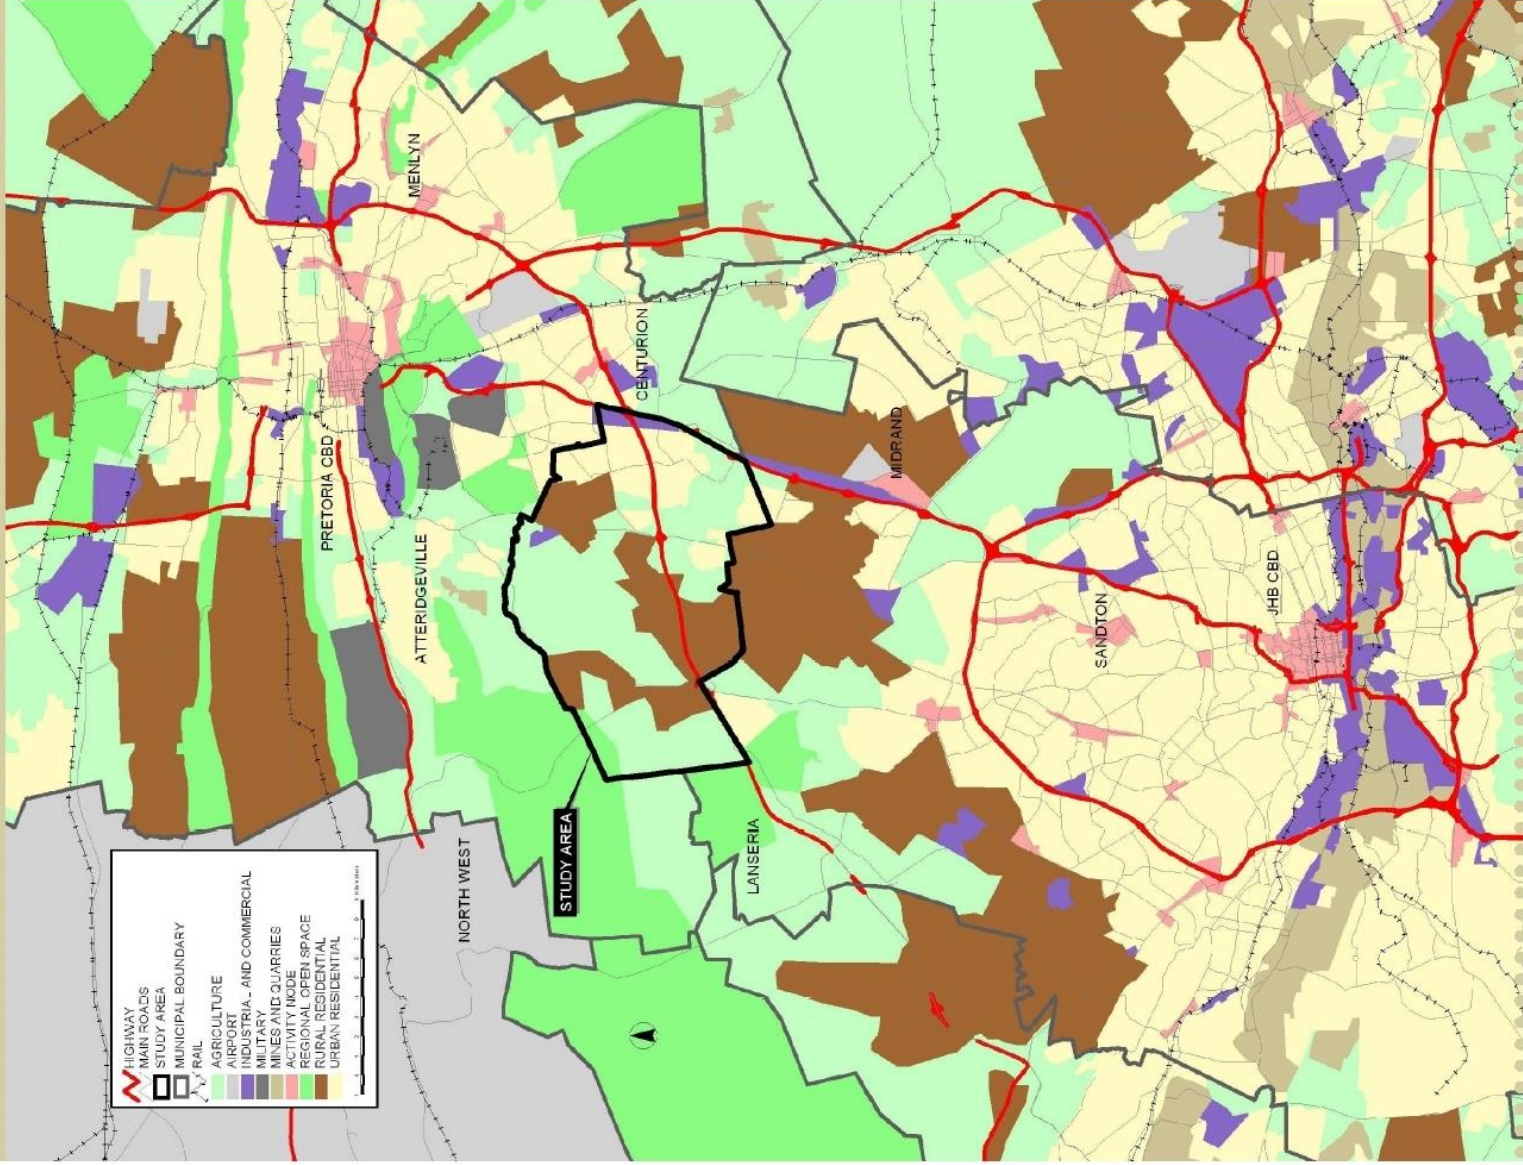 HIGHWAY
MAIN ROADS
STUDY AREA
MUNICIPAL BOUNDARY
RAIL
AGRICULTURE
AIRPORT
INDUSTRIAL AND COMMERCIAL
MILITARY
MINES AND QUARRIES
ACTIVITY NODE
REGIONAL OPEN SPACE
RURAL RESIDENTIAL
URBAN RESIDENTIAL
NORTH WEST
STUDY AREA
LANSERIA
ATTERIDGEVILLE
PRETORIA CBD
MENLYN
CENTURION
MIDRAND
SANDTON
JHB CBD